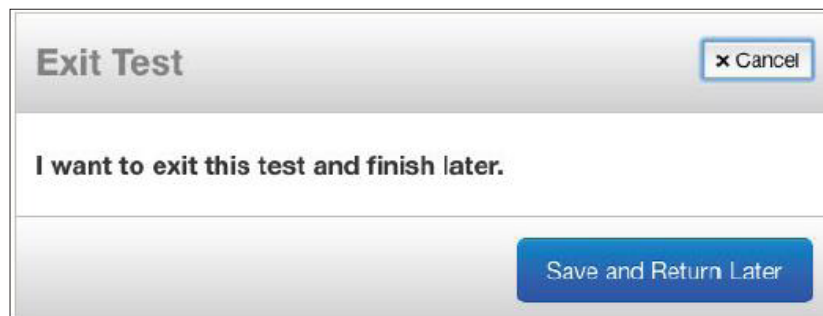 Exit Test
× Cancel
I want to exit this test and finish later.
Save and Return Later